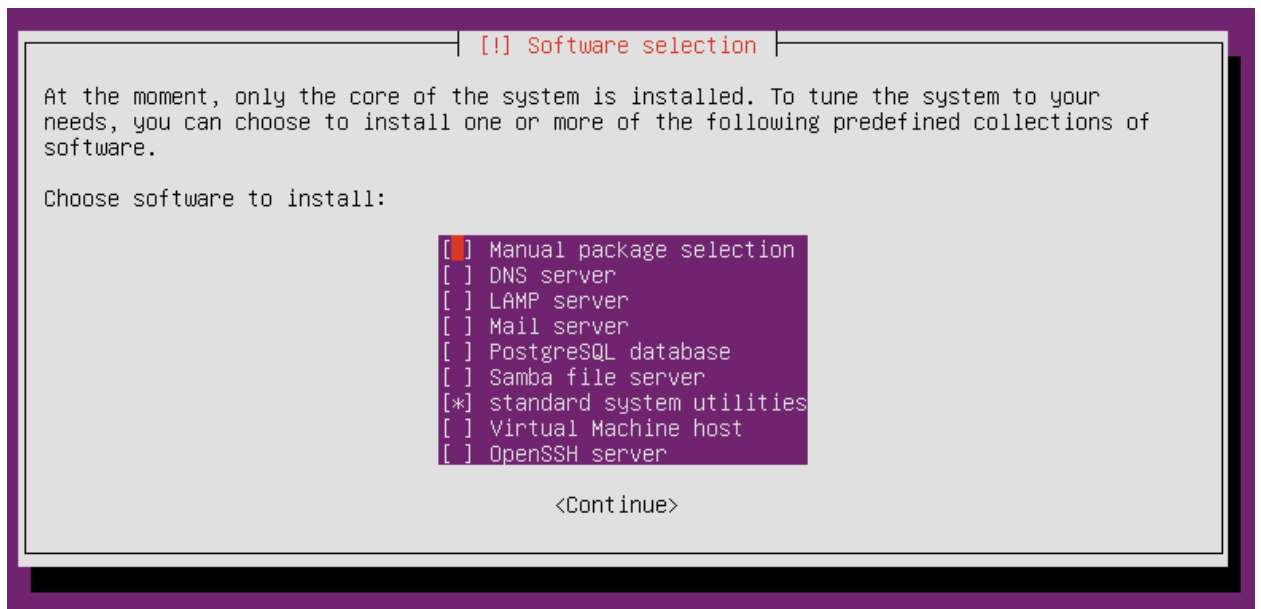 [!] Software selection
At the moment, only the core of the system is installed. To tune the system to your
needs, you can choose to install one or more of the following predefined collections of
software.
Choose software to install:
[ ] Manual package selection
[ ] DNS server
[ ] LAMP server
[ ] Mail server
[ ] PostgreSQL database
[ ] Samba file server
[*] standard system utilities
[ ] Virtual Machine host
[ ] OpenSSH server
<Continue>